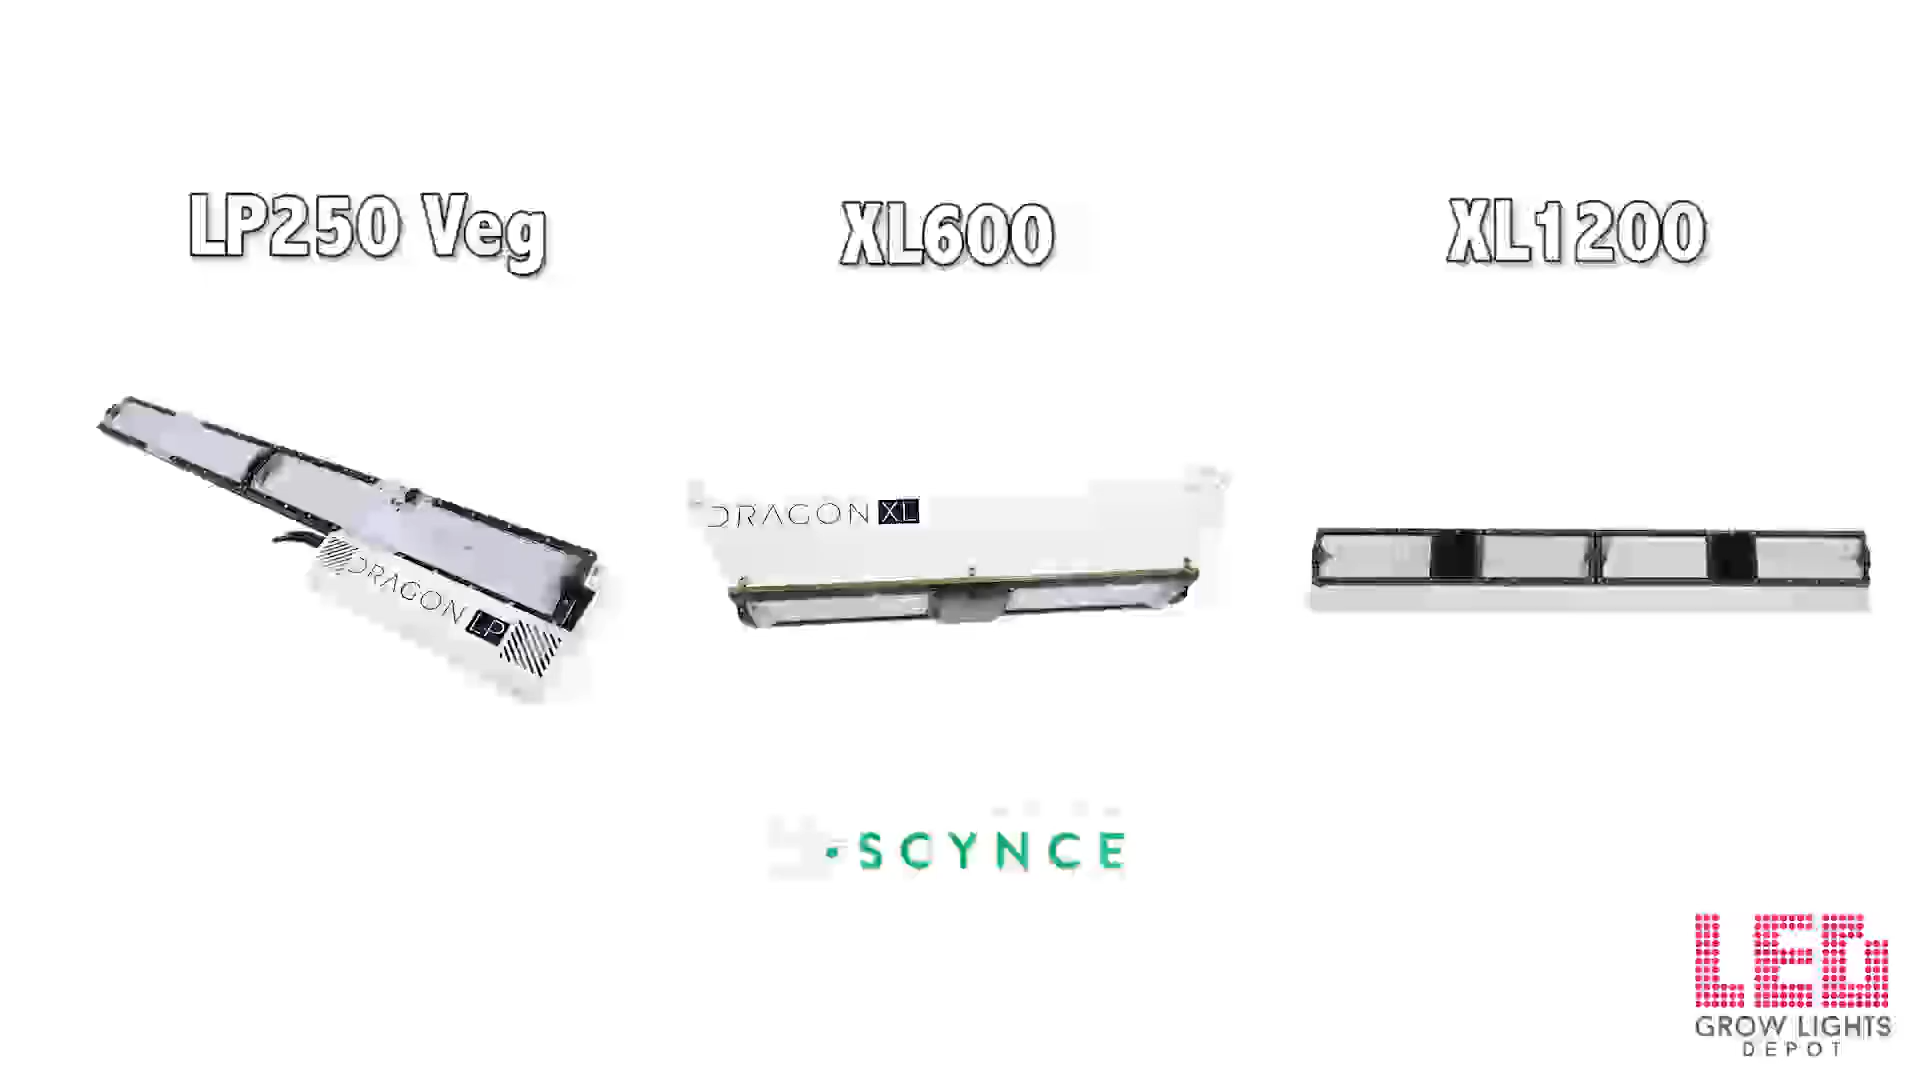 LP250 Veg
XL600
XL1200
DRAGON XL
DRAGON LP
SCYNCE
LED
GROW LIGHTS
DEPOT